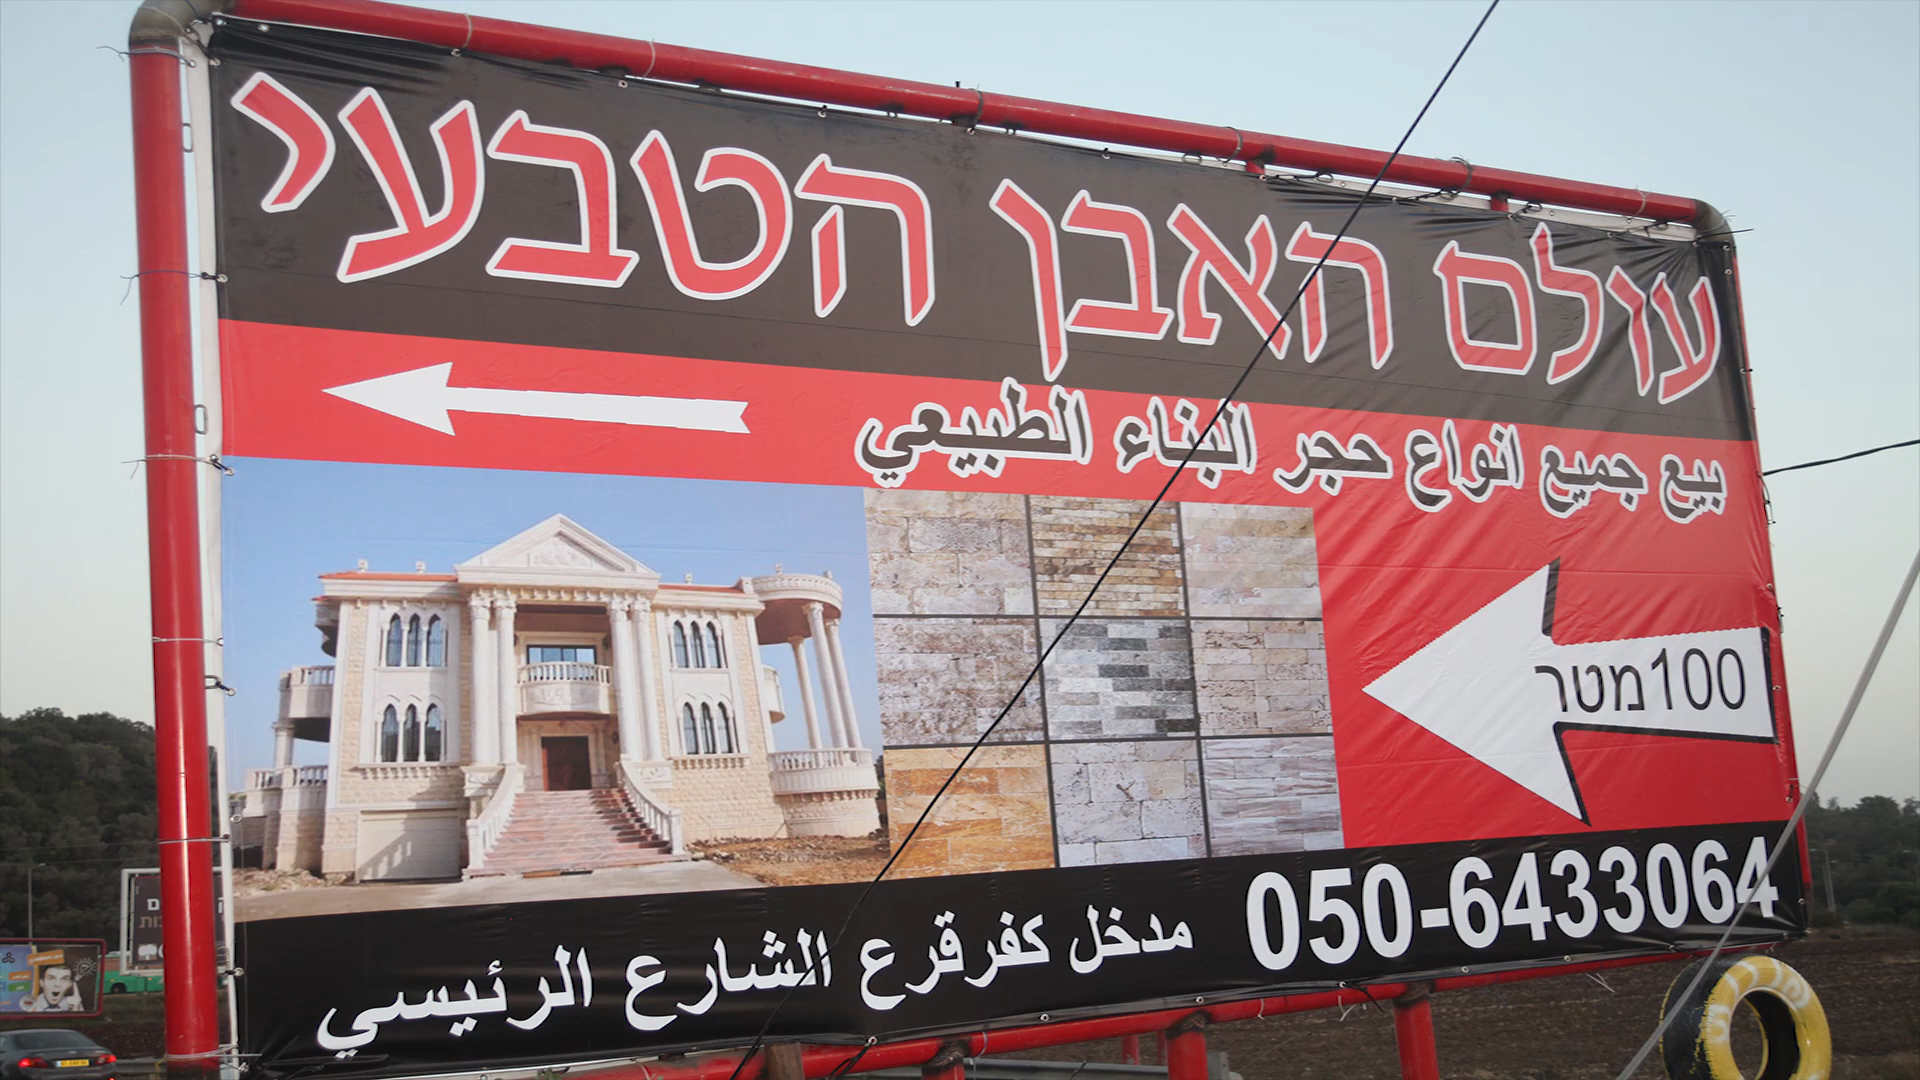 עולם האבן הטבעי
بيع جميع انواع حجر البناء الطبيعي
100מטר
050-6433064
مدخل كفرقرع الشارع الرئيسي